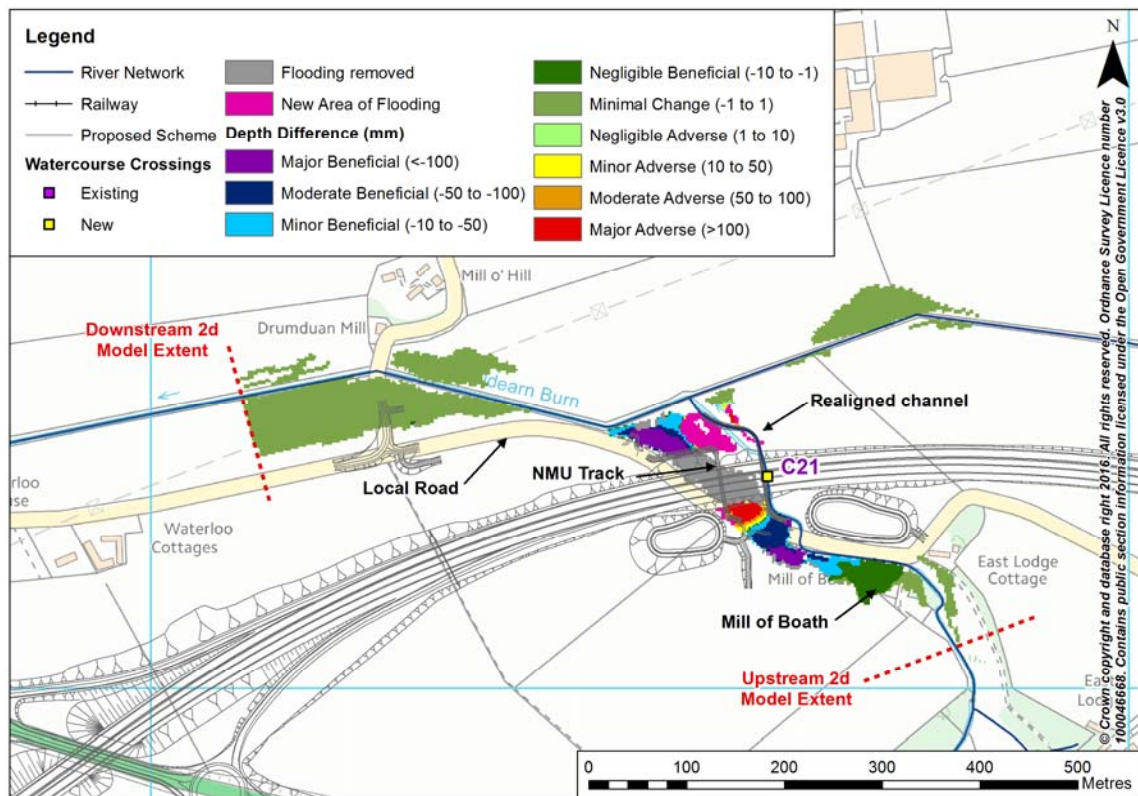 Legend
River Network
Railway
Proposed Scheme
Watercourse Crossings
Existing
New
Flooding removed
New Area of Flooding
Depth Difference (mm)
Major Beneficial (<-100)
Moderate Beneficial (-50 to -100)
Minor Beneficial (-10 to -50)
Negligible Beneficial (-10 to -1)
Minimal Change (-1 to 1)
Negligible Adverse (1 to 10)
Minor Adverse (10 to 50)
Moderate Adverse (50 to 100)
Major Adverse (>100)
N
Mill o' Hill
Drumduan Mill
Downstream 2d
Model Extent
Idearn Burn
Realigned channel
C21
NMU Track
Local Road
Waterloo
Cottages
East Lodge
Cottage
Mill of Boath
Upstream 2d
Model Extent
0 100 200 300 400 500
Metres
© Crown copyright and database right 2016. All rights reserved. Ordnance Survey Licence number
100046668. Contains public section information licensed under the Open Government Licence v3.0